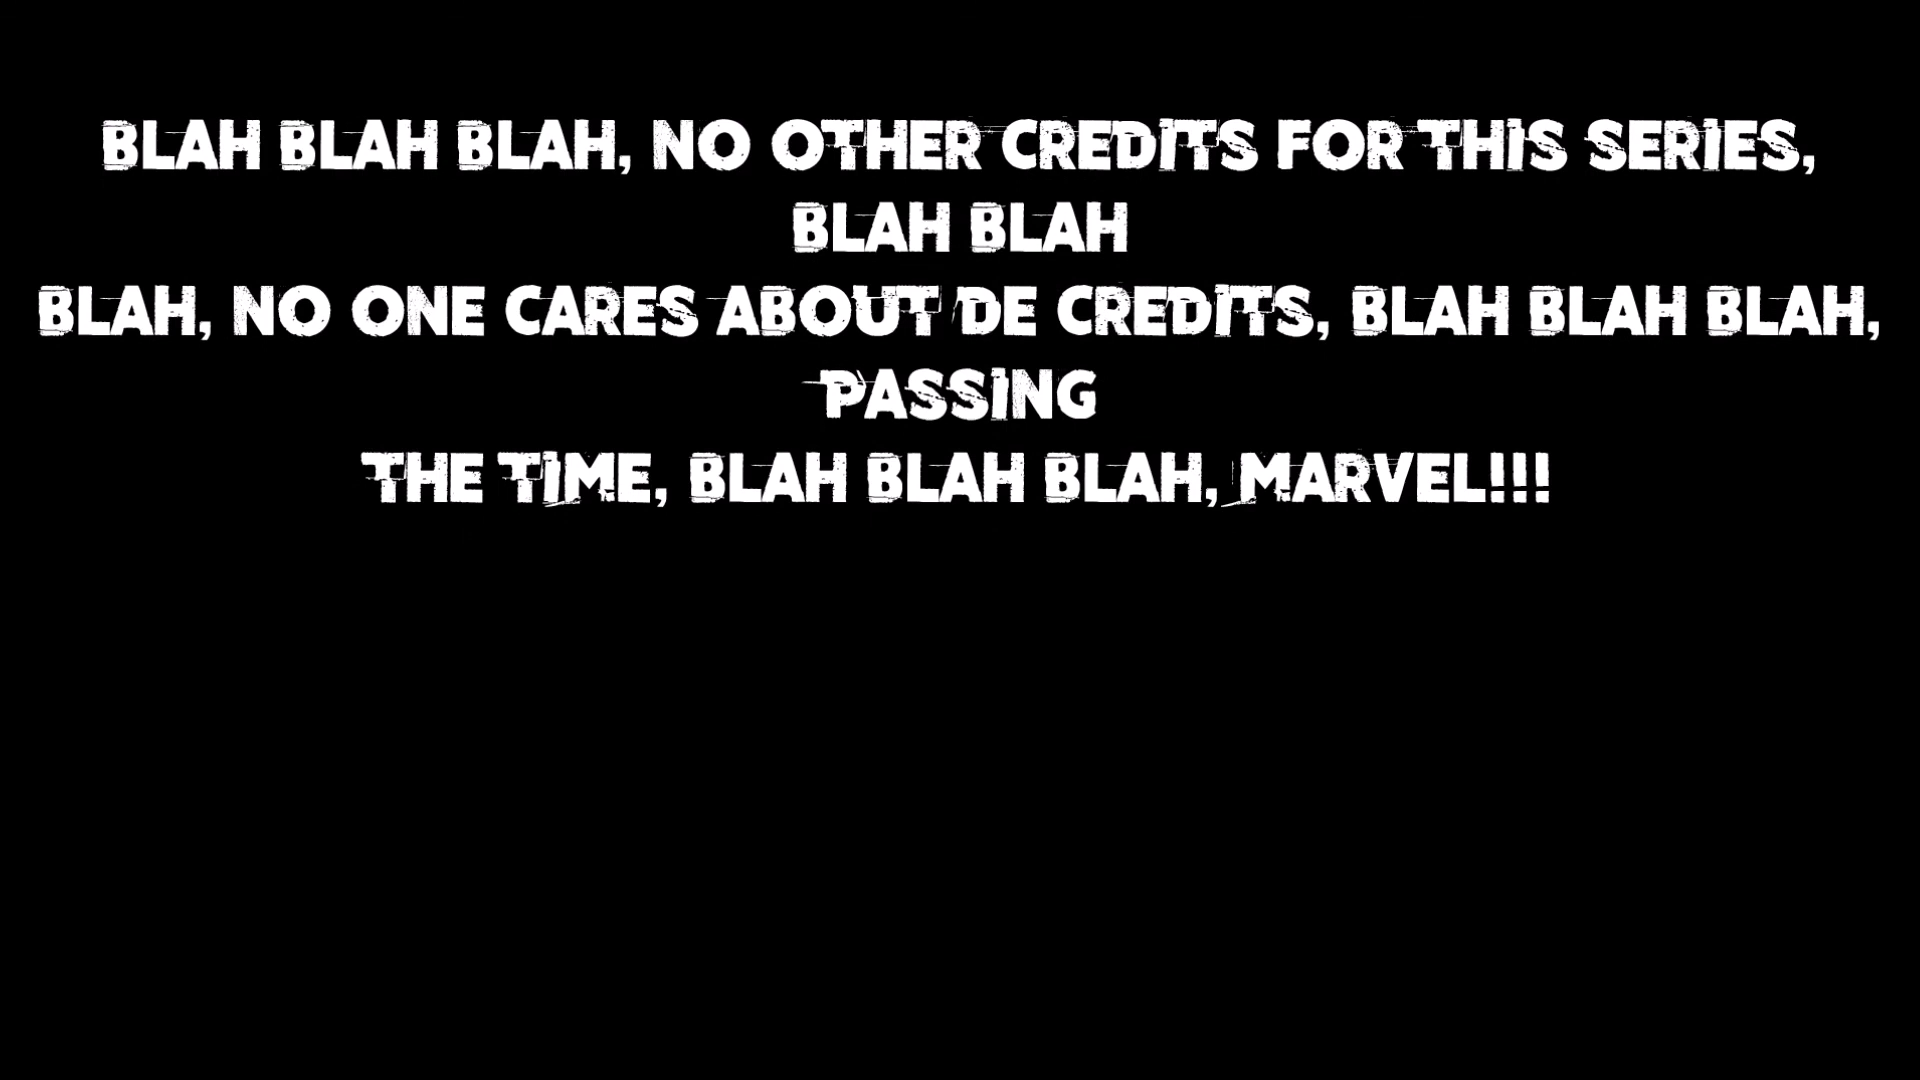 BLAH BLAH BLAH, NO OTHER CREDITS FOR THIS SERIES,
BLAH BLAH
BLAH, NO ONE CARES ABOUT DE CREDITS, BLAH BLAH BLAH,
PASSING
THE TIME, BLAH BLAH BLAH, MARVEL!!!